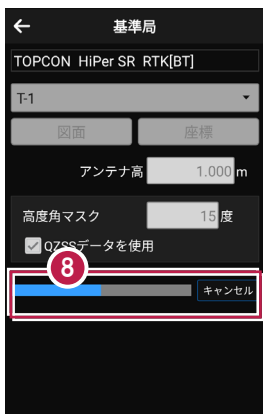 基準局
TOPCON HiPer SR RTK[BT]
T-1
図面 座標
アンテナ高 1.000 m
高度角マスク 15 度
QZSSデータを使用
8
キャンセル